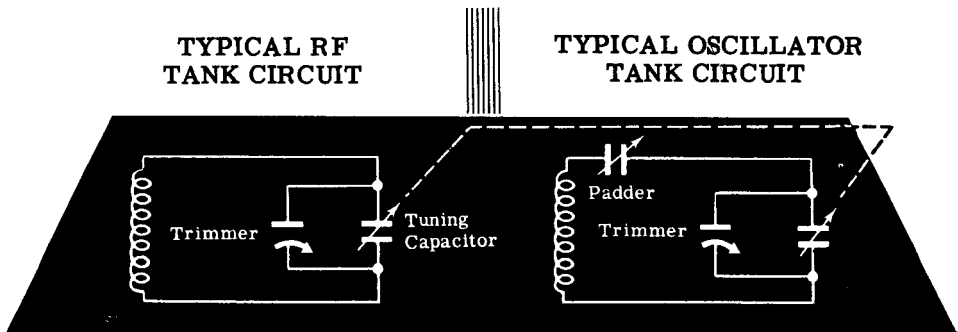 TYPICAL RF
TANK CIRCUIT
TYPICAL OSCILLATOR
TANK CIRCUIT
Trimmer
Tuning
Capacitor
Padder
Trimmer